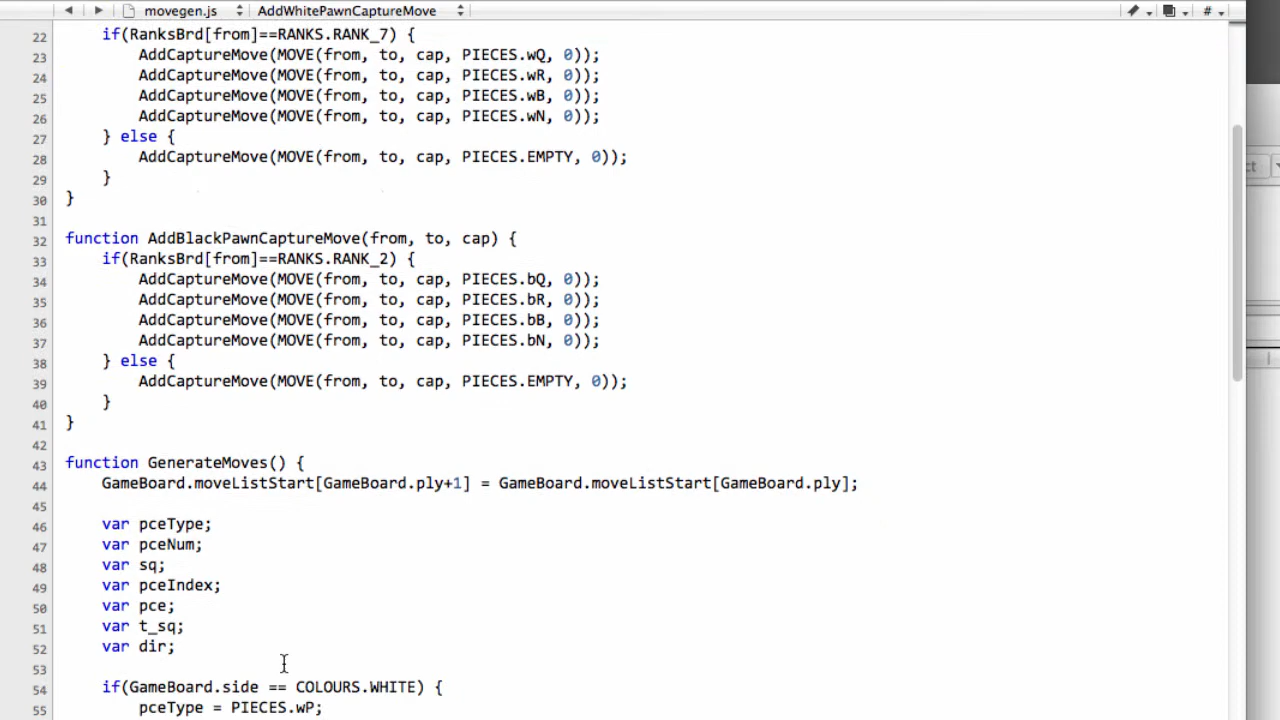 movegen.js AddWhitePawnCaptureMove #
22 if(RanksBrd[from]==RANKS.RANK_7) {
23 AddCaptureMove(MOVE(from, to, cap, PIECES.wQ, 0));
24 AddCaptureMove(MOVE(from, to, cap, PIECES.wR, 0));
25 AddCaptureMove(MOVE(from, to, cap, PIECES.wB, 0));
26 AddCaptureMove(MOVE(from, to, cap, PIECES.wN, 0));
27 } else {
28 AddCaptureMove(MOVE(from, to, cap, PIECES.EMPTY, 0));
29 }
30 }
31
32 function AddBlackPawnCaptureMove(from, to, cap) {
33 if(RanksBrd[from]==RANKS.RANK_2) {
34 AddCaptureMove(MOVE(from, to, cap, PIECES.bQ, 0));
35 AddCaptureMove(MOVE(from, to, cap, PIECES.bR, 0));
36 AddCaptureMove(MOVE(from, to, cap, PIECES.bB, 0));
37 AddCaptureMove(MOVE(from, to, cap, PIECES.bN, 0));
38 } else {
39 AddCaptureMove(MOVE(from, to, cap, PIECES.EMPTY, 0));
40 }
41 }
42
43 function GenerateMoves() {
44 GameBoard.moveListStart[GameBoard.ply+1] = GameBoard.moveListStart[GameBoard.ply];
45
46 var pceType;
47 var pceNum;
48 var sq;
49 var pceIndex;
50 var pce;
51 var t_sq;
52 var dir;
53
54 if(GameBoard.side == COLOURS.WHITE) {
55 pceType = PIECES.wP;